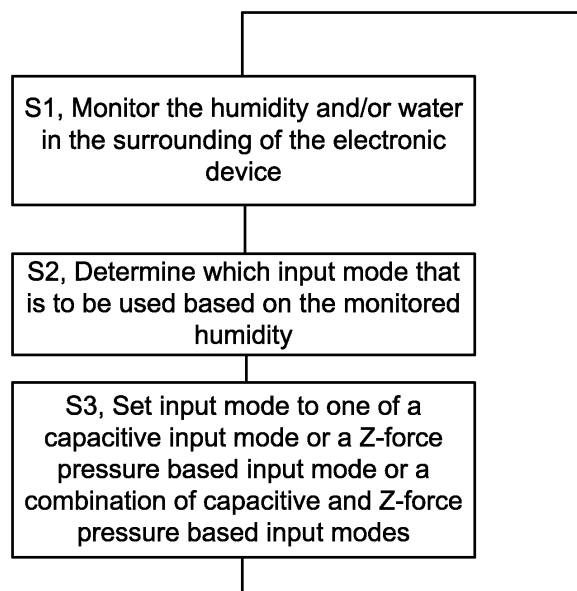 S1, Monitor the humidity and/or water
in the surrounding of the electronic
device
S2, Determine which input mode that
is to be used based on the monitored
humidity
S3, Set input mode to one of a
capacitive input mode or a Z-force
pressure based input mode or a
combination of capacitive and Z-force
pressure based input modes